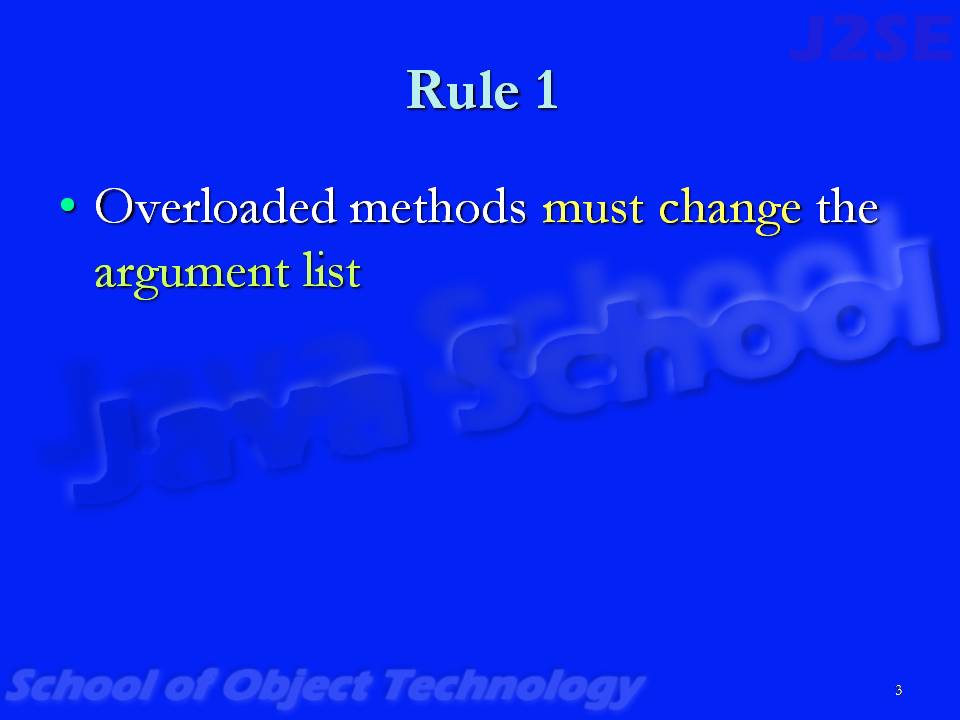 J2SE
Rule 1
• Overloaded methods must change the
argument list
Java School
School of Object Technology
3